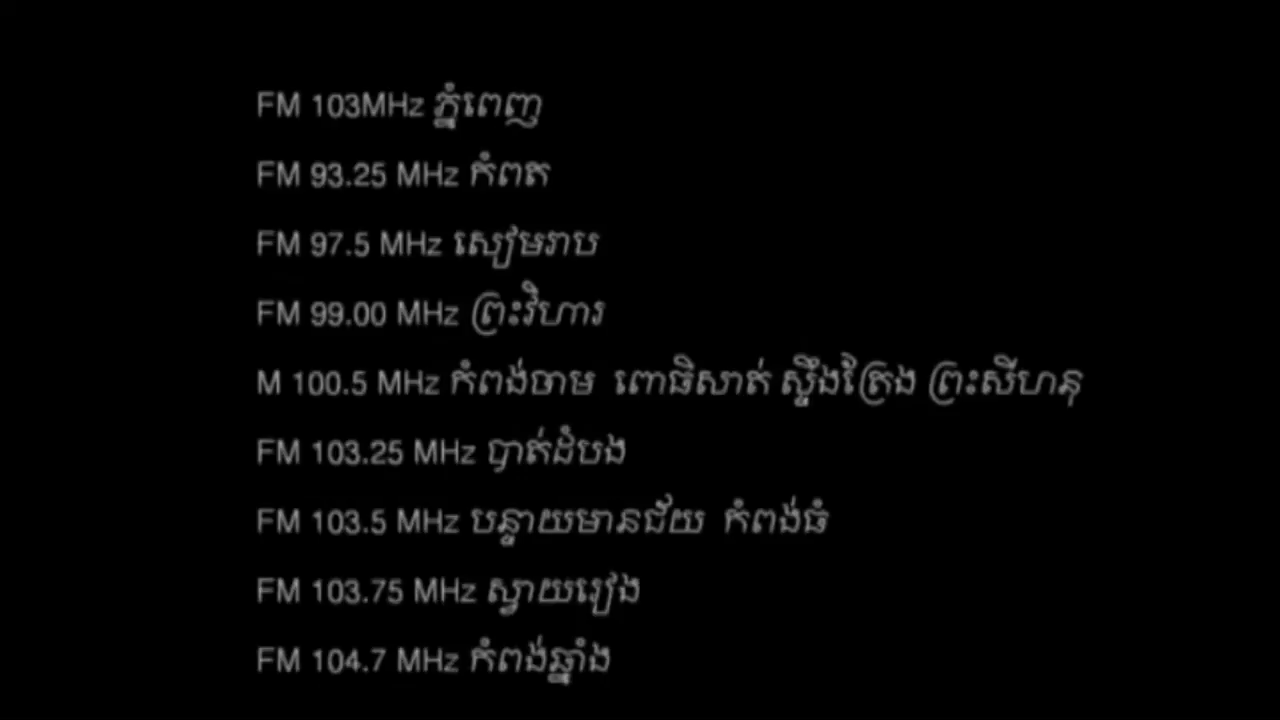 FM 103MHz ភ្នំពេញ
FM 93.25 MHz កំពត
FM 97.5 MHz សៀមរាប
FM 99.00 MHz ព្រះវិហារ
M 100.5 MHz កំពង់ចាម ពោធិសាត់ ស្ទឹងត្រែង ព្រះសីហនុ
FM 103.25 MHz បាត់ដំបង
FM 103.5 MHz បន្ទាយមានជ័យ កំពង់ធំ
FM 103.75 MHz ស្វាយរៀង
FM 104.7 MHz កំពង់ឆ្នាំង